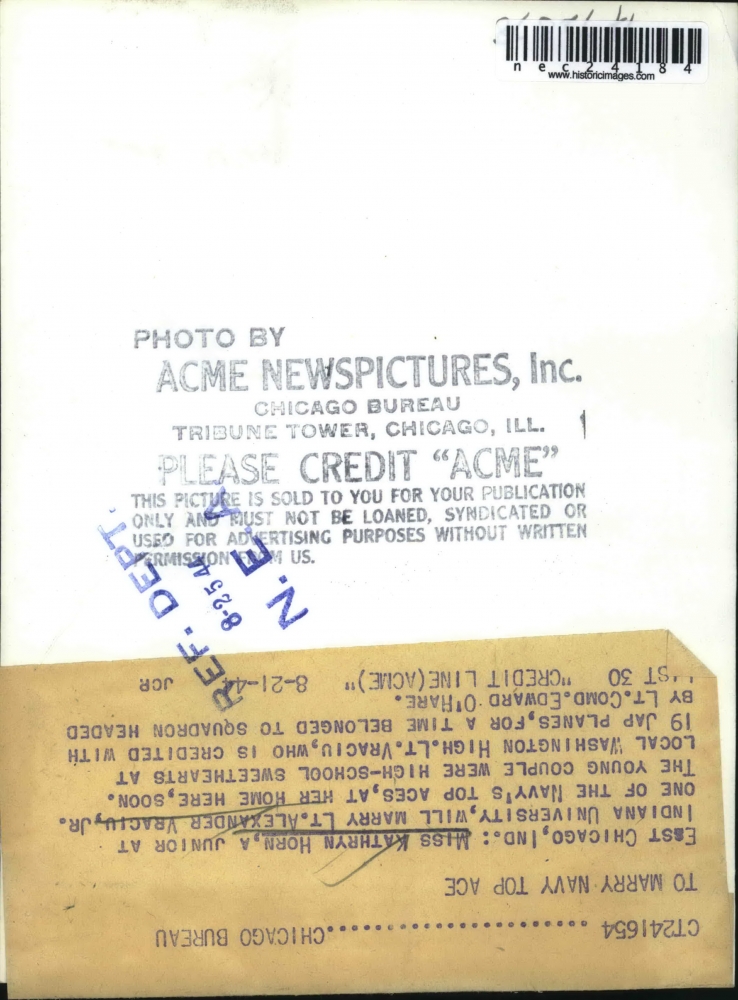 nec24184
www.historicimages.com
PHOTO BY
ACME NEWSPICTURES, Inc.
CHICAGO BUREAU
TRIBUNE TOWER, CHICAGO, ILL.
PLEASE CREDIT “ACME”
THIS PICTURE IS SOLD TO YOU FOR YOUR PUBLICATION
ONLY AND MUST NOT BE LOANED, SYNDICATED OR
USED FOR ADVERTISING PURPOSES WITHOUT WRITTEN
PERMISSION FROM US.
REF. DEPT.
8-25-44
N. E. A.
CT241654 ........................CHICAGO BUREAU
TO MARRY NAVY TOP ACE
EAST CHICAGO,IND.: MISS KATHRYN HORN,A JUNIOR AT
INDIANA UNIVERSITY,WILL MARRY LT.ALEXANDER VRACIU,JR.
ONE OF THE NAVY'S TOP ACES,AT HER HOME HERE,SOON.
THE YOUNG COUPLE WERE HIGH-SCHOOL SWEETHEARTS AT
LOCAL WASHINGTON HIGH.LT.VRACIU,WHO IS CREDITED WITH
19 JAP PLANES,FOR A TIME BELONGED TO SQUADRON HEADED
BY LT.COMD.EDWARD O'HARE.
LIST 30 "CREDIT LINE(ACME)" 8-21-44 JGR